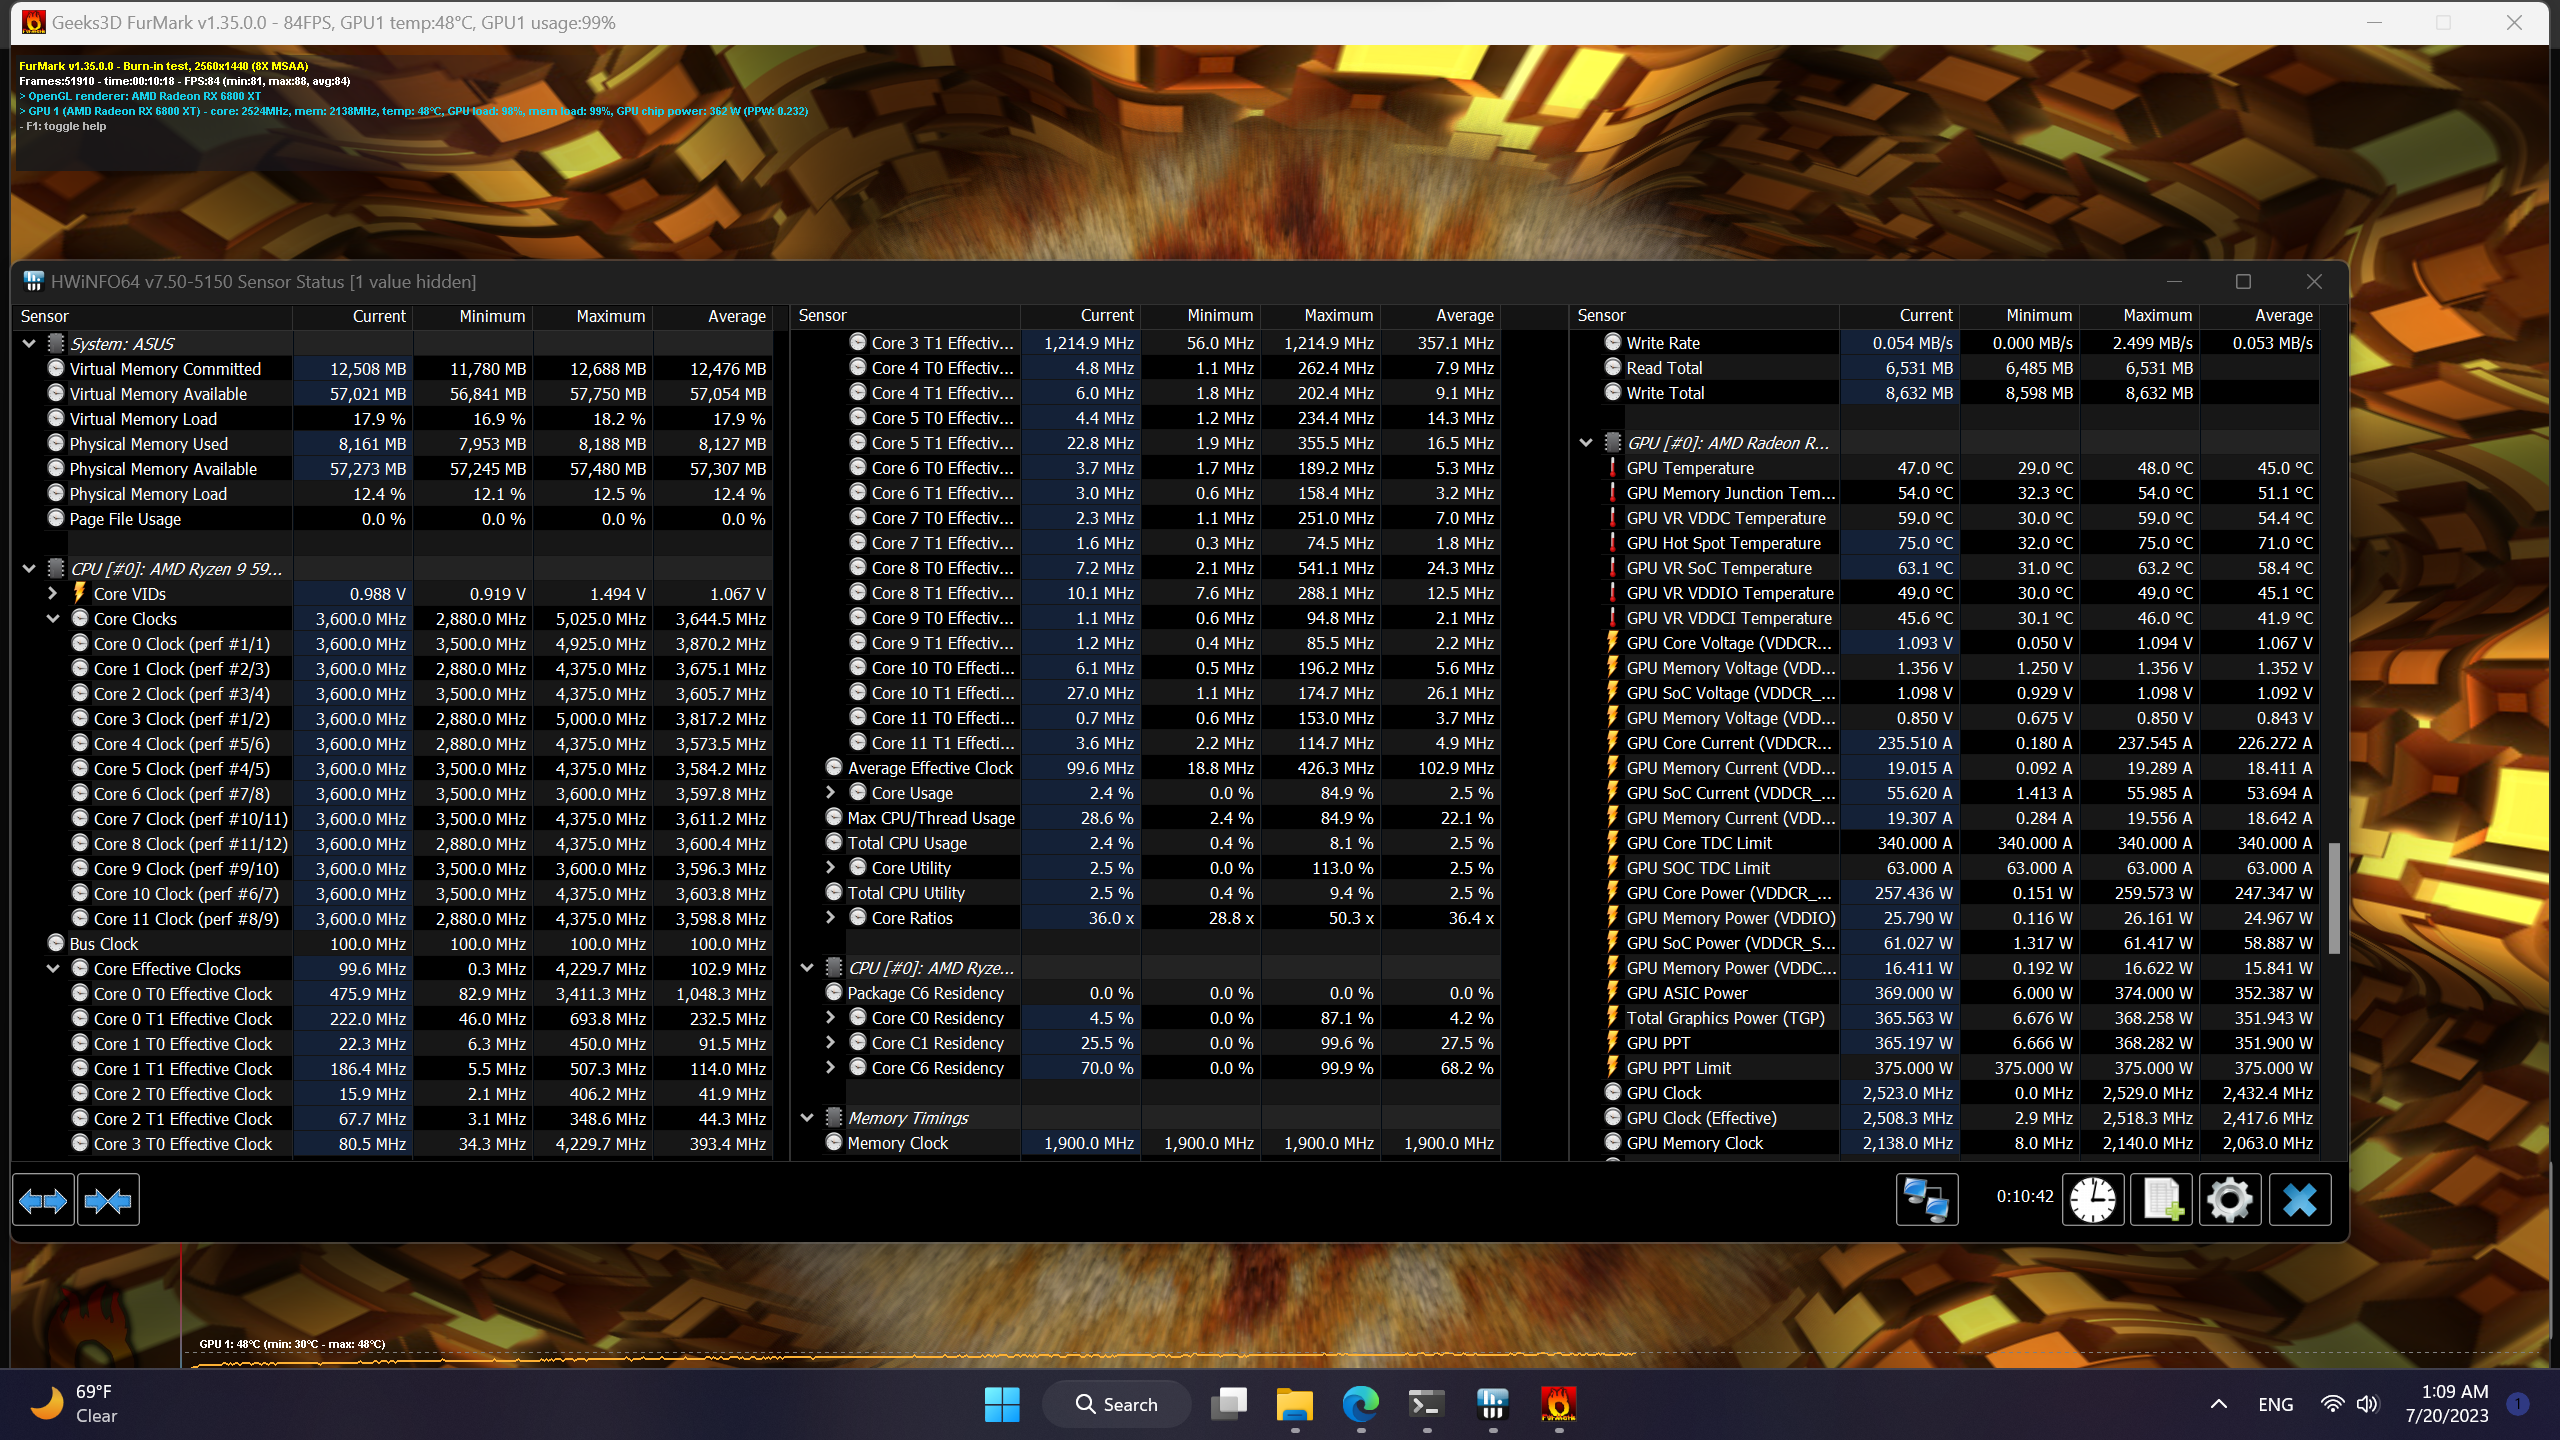 Geeks3D FurMark v1.35.0.0 - 84FPS, GPU1 temp:48°C, GPU1 usage:99%
FurMark v1.35.0.0 - Burn-in test, 2560x1440 (8X MSAA)
Frames:51910 - time:00:10:18 - FPS:84 (min:81, max:88, avg:84)
> OpenGL renderer: AMD Radeon RX 6800 XT
> GPU 1 (AMD Radeon RX 6800 XT) - core: 2524MHz, mem: 2138MHz, temp: 48°C, GPU load: 98%, mem load: 99%, GPU chip power: 362 W (PPW: 0.232)
- F1: toggle help
HWiNFO64 v7.50-5150 Sensor Status [1 value hidden]
Sensor Current Minimum Maximum Average
System: ASUS
Virtual Memory Committed 12,508 MB 11,780 MB 12,688 MB 12,476 MB
Virtual Memory Available 57,021 MB 56,841 MB 57,750 MB 57,054 MB
Virtual Memory Load 17.9 % 16.9 % 18.2 % 17.9 %
Physical Memory Used 8,161 MB 7,953 MB 8,188 MB 8,127 MB
Physical Memory Available 57,273 MB 57,245 MB 57,480 MB 57,307 MB
Physical Memory Load 12.4 % 12.1 % 12.5 % 12.4 %
Page File Usage 0.0 % 0.0 % 0.0 % 0.0 %
CPU [#0]: AMD Ryzen 9 59...
Core VIDs 0.988 V 0.919 V 1.494 V 1.067 V
Core Clocks 3,600.0 MHz 2,880.0 MHz 5,025.0 MHz 3,644.5 MHz
Core 0 Clock (perf #1/1) 3,600.0 MHz 3,500.0 MHz 4,925.0 MHz 3,870.2 MHz
Core 1 Clock (perf #2/3) 3,600.0 MHz 2,880.0 MHz 4,375.0 MHz 3,675.1 MHz
Core 2 Clock (perf #3/4) 3,600.0 MHz 3,500.0 MHz 4,375.0 MHz 3,605.7 MHz
Core 3 Clock (perf #1/2) 3,600.0 MHz 2,880.0 MHz 5,000.0 MHz 3,817.2 MHz
Core 4 Clock (perf #5/6) 3,600.0 MHz 2,880.0 MHz 4,375.0 MHz 3,573.5 MHz
Core 5 Clock (perf #4/5) 3,600.0 MHz 3,500.0 MHz 4,375.0 MHz 3,584.2 MHz
Core 6 Clock (perf #7/8) 3,600.0 MHz 3,500.0 MHz 3,600.0 MHz 3,597.8 MHz
Core 7 Clock (perf #10/11) 3,600.0 MHz 3,500.0 MHz 4,375.0 MHz 3,611.2 MHz
Core 8 Clock (perf #11/12) 3,600.0 MHz 2,880.0 MHz 4,375.0 MHz 3,600.4 MHz
Core 9 Clock (perf #9/10) 3,600.0 MHz 3,500.0 MHz 3,600.0 MHz 3,596.3 MHz
Core 10 Clock (perf #6/7) 3,600.0 MHz 3,500.0 MHz 4,375.0 MHz 3,603.8 MHz
Core 11 Clock (perf #8/9) 3,600.0 MHz 2,880.0 MHz 4,375.0 MHz 3,598.8 MHz
Bus Clock 100.0 MHz 100.0 MHz 100.0 MHz 100.0 MHz
Core Effective Clocks 99.6 MHz 0.3 MHz 4,229.7 MHz 102.9 MHz
Core 0 T0 Effective Clock 475.9 MHz 82.9 MHz 3,411.3 MHz 1,048.3 MHz
Core 0 T1 Effective Clock 222.0 MHz 46.0 MHz 693.8 MHz 232.5 MHz
Core 1 T0 Effective Clock 22.3 MHz 6.3 MHz 450.0 MHz 91.5 MHz
Core 1 T1 Effective Clock 186.4 MHz 5.5 MHz 507.3 MHz 114.0 MHz
Core 2 T0 Effective Clock 15.9 MHz 2.1 MHz 406.2 MHz 41.9 MHz
Core 2 T1 Effective Clock 67.7 MHz 3.1 MHz 348.6 MHz 44.3 MHz
Core 3 T0 Effective Clock 80.5 MHz 34.3 MHz 4,229.7 MHz 393.4 MHz
Sensor Current Minimum Maximum Average
Core 3 T1 Effectiv... 1,214.9 MHz 56.0 MHz 1,214.9 MHz 357.1 MHz
Core 4 T0 Effectiv... 4.8 MHz 1.1 MHz 262.4 MHz 7.9 MHz
Core 4 T1 Effectiv... 6.0 MHz 1.8 MHz 202.4 MHz 9.1 MHz
Core 5 T0 Effectiv... 4.4 MHz 1.2 MHz 234.4 MHz 14.3 MHz
Core 5 T1 Effectiv... 22.8 MHz 1.9 MHz 355.5 MHz 16.5 MHz
Core 6 T0 Effectiv... 3.7 MHz 1.7 MHz 189.2 MHz 5.3 MHz
Core 6 T1 Effectiv... 3.0 MHz 0.6 MHz 158.4 MHz 3.2 MHz
Core 7 T0 Effectiv... 2.3 MHz 1.1 MHz 251.0 MHz 7.0 MHz
Core 7 T1 Effectiv... 1.6 MHz 0.3 MHz 74.5 MHz 1.8 MHz
Core 8 T0 Effectiv... 7.2 MHz 2.1 MHz 541.1 MHz 24.3 MHz
Core 8 T1 Effectiv... 10.1 MHz 7.6 MHz 288.1 MHz 12.5 MHz
Core 9 T0 Effectiv... 1.1 MHz 0.6 MHz 94.8 MHz 2.1 MHz
Core 9 T1 Effectiv... 1.2 MHz 0.4 MHz 85.5 MHz 2.2 MHz
Core 10 T0 Effecti... 6.1 MHz 0.5 MHz 196.2 MHz 5.6 MHz
Core 10 T1 Effecti... 27.0 MHz 1.1 MHz 174.7 MHz 26.1 MHz
Core 11 T0 Effecti... 0.7 MHz 0.6 MHz 153.0 MHz 3.7 MHz
Core 11 T1 Effecti... 3.6 MHz 2.2 MHz 114.7 MHz 4.9 MHz
Average Effective Clock 99.6 MHz 18.8 MHz 426.3 MHz 102.9 MHz
Core Usage 2.4 % 0.0 % 84.9 % 2.5 %
Max CPU/Thread Usage 28.6 % 2.4 % 84.9 % 22.1 %
Total CPU Usage 2.4 % 0.4 % 8.1 % 2.5 %
Core Utility 2.5 % 0.0 % 113.0 % 2.5 %
Total CPU Utility 2.5 % 0.4 % 9.4 % 2.5 %
Core Ratios 36.0 x 28.8 x 50.3 x 36.4 x
CPU [#0]: AMD Ryze...
Package C6 Residency 0.0 % 0.0 % 0.0 % 0.0 %
Core C0 Residency 4.5 % 0.0 % 87.1 % 4.2 %
Core C1 Residency 25.5 % 0.0 % 99.6 % 27.5 %
Core C6 Residency 70.0 % 0.0 % 99.9 % 68.2 %
Memory Timings
Memory Clock 1,900.0 MHz 1,900.0 MHz 1,900.0 MHz 1,900.0 MHz
Sensor Current Minimum Maximum Average
Write Rate 0.054 MB/s 0.000 MB/s 2.499 MB/s 0.053 MB/s
Read Total 6,531 MB 6,485 MB 6,531 MB
Write Total 8,632 MB 8,598 MB 8,632 MB
GPU [#0]: AMD Radeon R...
GPU Temperature 47.0 °C 29.0 °C 48.0 °C 45.0 °C
GPU Memory Junction Tem... 54.0 °C 32.3 °C 54.0 °C 51.1 °C
GPU VR VDDC Temperature 59.0 °C 30.0 °C 59.0 °C 54.4 °C
GPU Hot Spot Temperature 75.0 °C 32.0 °C 75.0 °C 71.0 °C
GPU VR SoC Temperature 63.1 °C 31.0 °C 63.2 °C 58.4 °C
GPU VR VDDIO Temperature 49.0 °C 30.0 °C 49.0 °C 45.1 °C
GPU VR VDDCI Temperature 45.6 °C 30.1 °C 46.0 °C 41.9 °C
GPU Core Voltage (VDDCR... 1.093 V 0.050 V 1.094 V 1.067 V
GPU Memory Voltage (VDD... 1.356 V 1.250 V 1.356 V 1.352 V
GPU SoC Voltage (VDDCR_... 1.098 V 0.929 V 1.098 V 1.092 V
GPU Memory Voltage (VDD... 0.850 V 0.675 V 0.850 V 0.843 V
GPU Core Current (VDDCR... 235.510 A 0.180 A 237.545 A 226.272 A
GPU Memory Current (VDD... 19.015 A 0.092 A 19.289 A 18.411 A
GPU SoC Current (VDDCR_... 55.620 A 1.413 A 55.985 A 53.694 A
GPU Memory Current (VDD... 19.307 A 0.284 A 19.556 A 18.642 A
GPU Core TDC Limit 340.000 A 340.000 A 340.000 A 340.000 A
GPU SOC TDC Limit 63.000 A 63.000 A 63.000 A 63.000 A
GPU Core Power (VDDCR_... 257.436 W 0.151 W 259.573 W 247.347 W
GPU Memory Power (VDDIO) 25.790 W 0.116 W 26.161 W 24.967 W
GPU SoC Power (VDDCR_S... 61.027 W 1.317 W 61.417 W 58.887 W
GPU Memory Power (VDDC... 16.411 W 0.192 W 16.622 W 15.841 W
GPU ASIC Power 369.000 W 6.000 W 374.000 W 352.387 W
Total Graphics Power (TGP) 365.563 W 6.676 W 368.258 W 351.943 W
GPU PPT 365.197 W 6.666 W 368.282 W 351.900 W
GPU PPT Limit 375.000 W 375.000 W 375.000 W 375.000 W
GPU Clock 2,523.0 MHz 0.0 MHz 2,529.0 MHz 2,432.4 MHz
GPU Clock (Effective) 2,508.3 MHz 2.9 MHz 2,518.3 MHz 2,417.6 MHz
GPU Memory Clock 2,138.0 MHz 8.0 MHz 2,140.0 MHz 2,063.0 MHz
0:10:42
GPU 1: 48°C (min: 30°C - max: 48°C)
69°F
Clear
Search
ENG
1:09 AM
7/20/2023
1